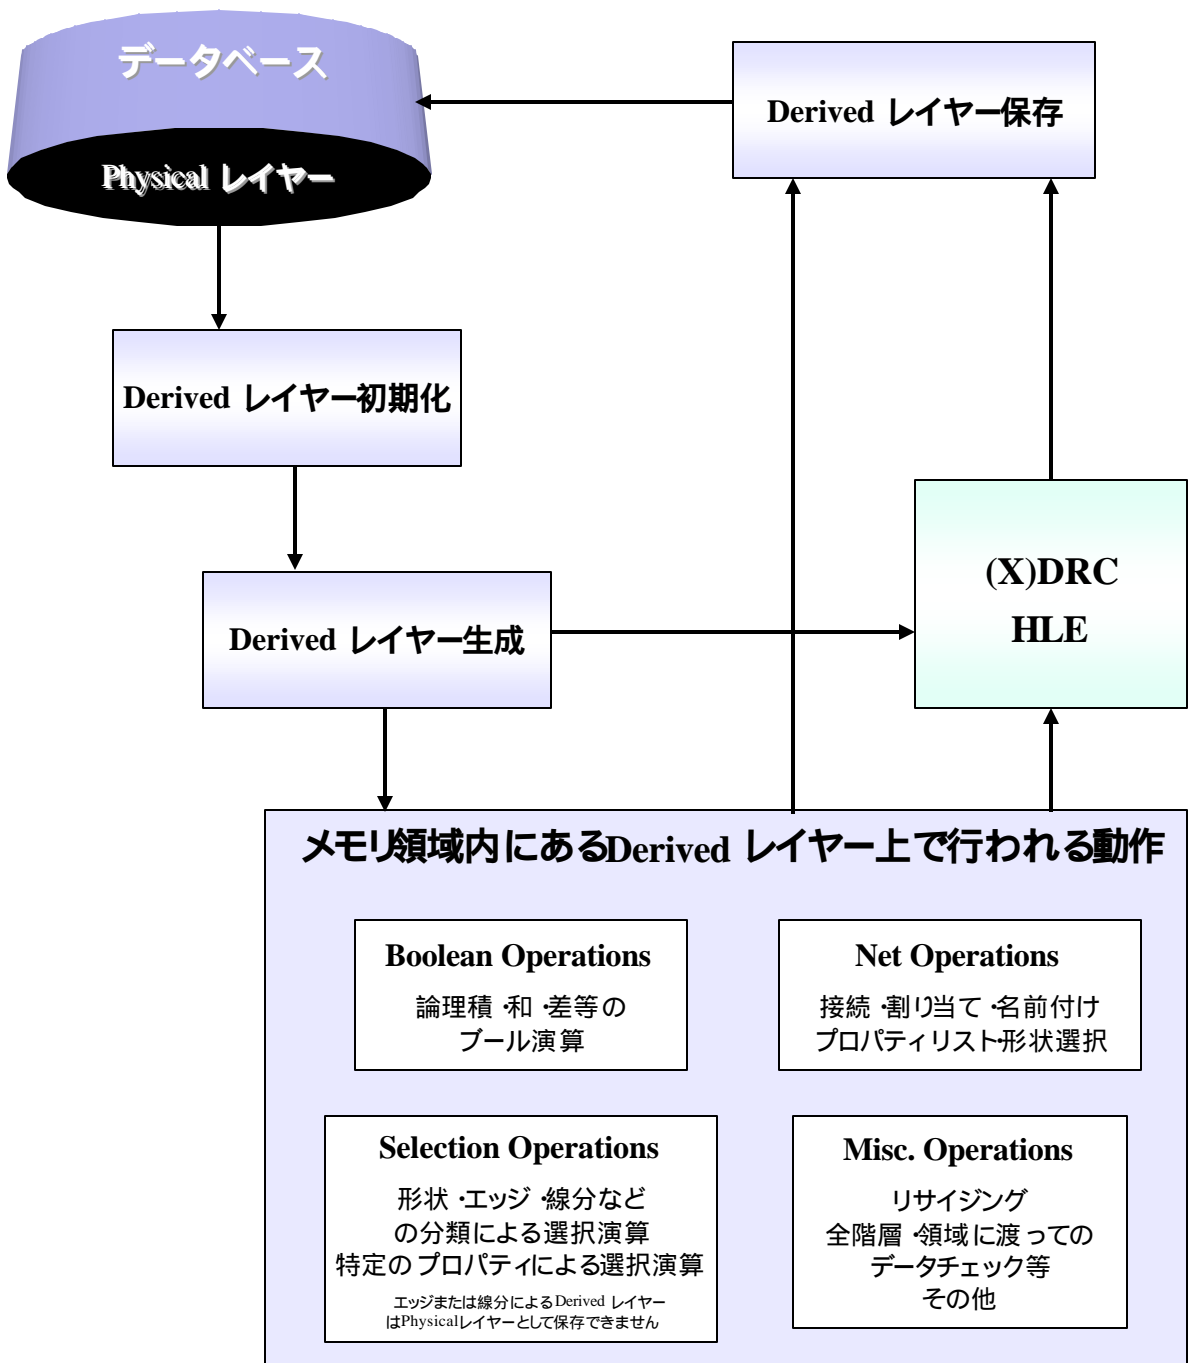 データベース
Physical レイヤー
Derived レイヤー保存
Derived レイヤー初期化
Derived レイヤー生成
(X)DRC
HLE
メモリ領域内にあるDerived レイヤー上で行われる動作
Boolean Operations
論理積・和・差等の
ブール演算
Net Operations
接続・割り当て・名前付け
プロパティリスト・形状選択
Selection Operations
形状・エッジ・線分など
の分類による選択演算
特定のプロパティによる選択演算
エッジまたは線分によるDerived レイヤー
はPhysicalレイヤーとして保存できません
Misc. Operations
リサイジング
全階層・領域に渡っての
データチェック等
その他